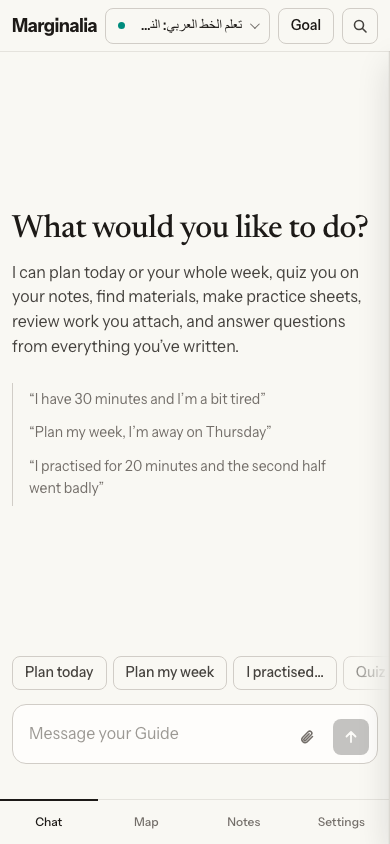 Marginalia
تعلم الخط العربي: الن...
Goal
What would you like to do?
I can plan today or your whole week, quiz you on
your notes, find materials, make practice sheets,
review work you attach, and answer questions
from everything you’ve written.
“I have 30 minutes and I’m a bit tired”
“Plan my week, I’m away on Thursday”
“I practised for 20 minutes and the second half
went badly”
Plan today
Plan my week
I practised...
Quiz
Message your Guide
Chat
Map
Notes
Settings